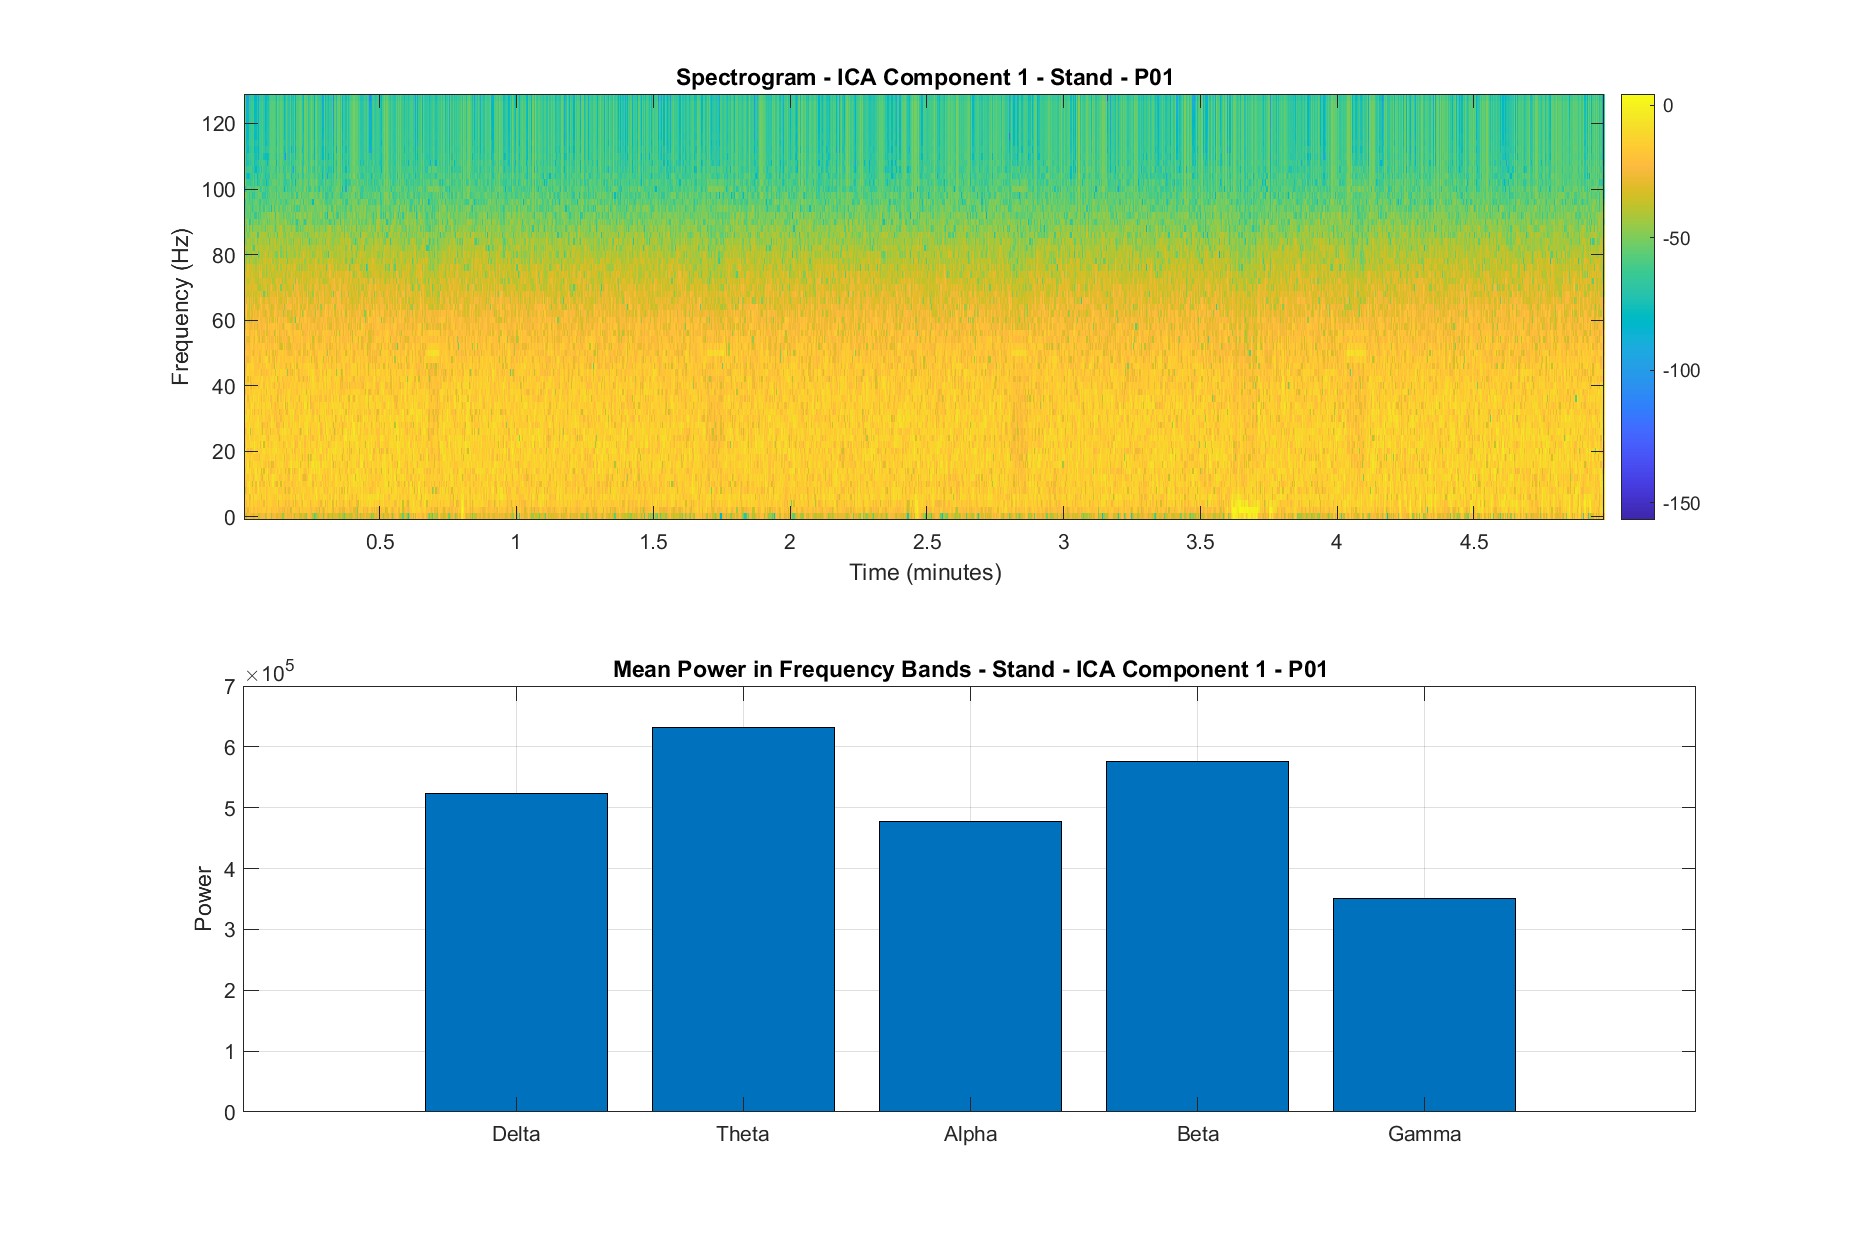 Spectrogram - ICA Component 1 - Stand - P01
120
100
80
60
40
20
0
Frequency (Hz)
0.5 1 1.5 2 2.5 3 3.5 4 4.5
Time (minutes)
0
-50
-100
-150
Mean Power in Frequency Bands - Stand - ICA Component 1 - P01
×10⁵
7
6
5
4
3
2
1
0
Power
Delta Theta Alpha Beta Gamma